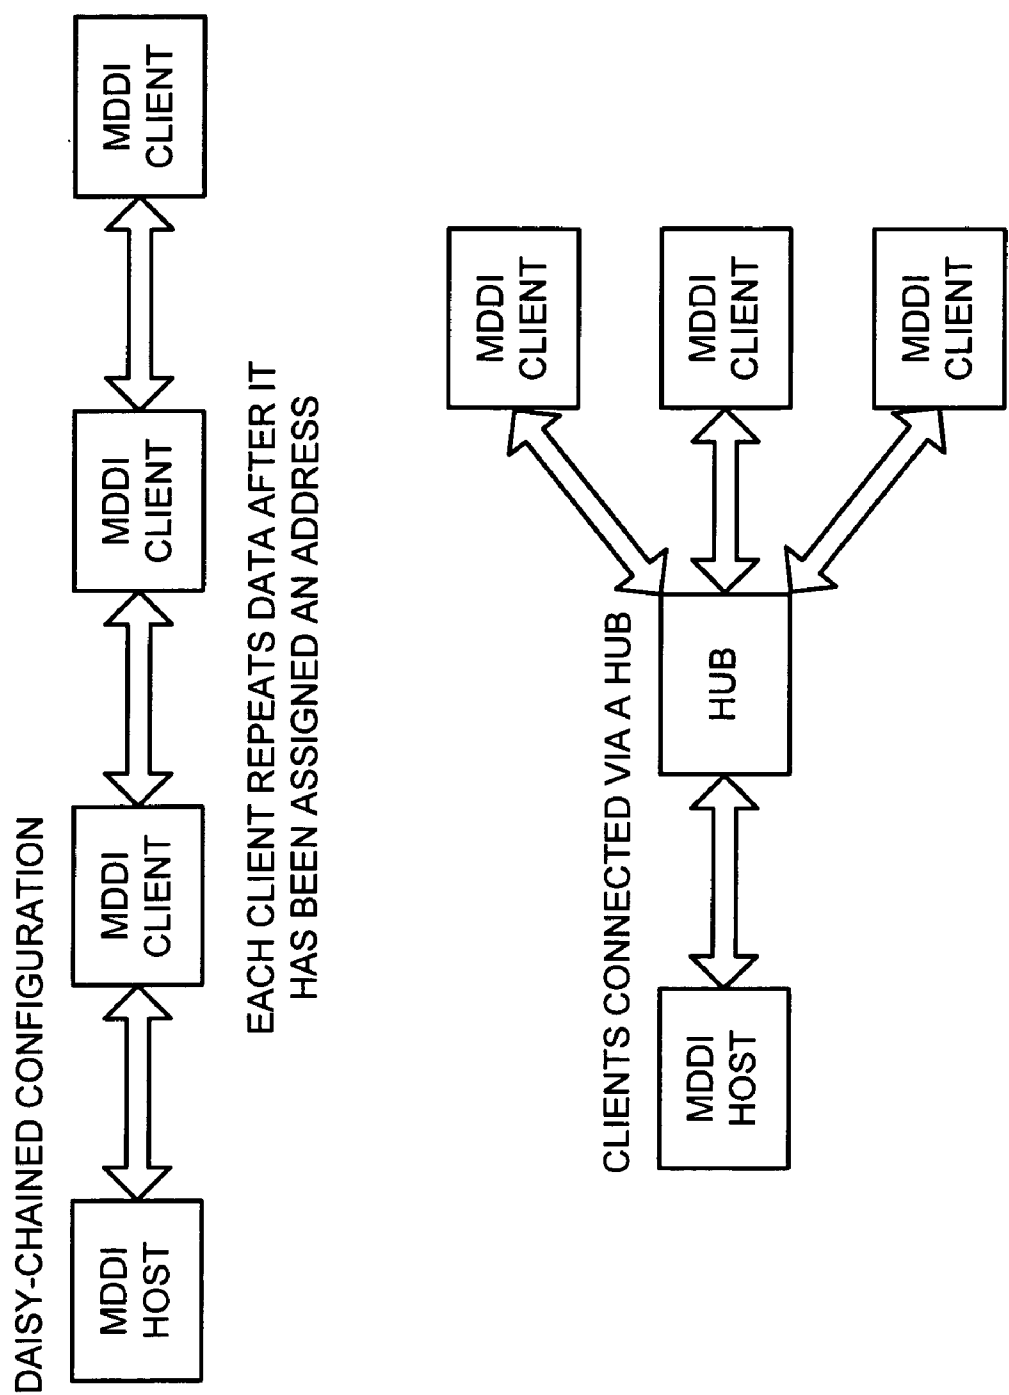 DAISY-CHAINED CONFIGURATION
MDDI
HOST
MDDI
CLIENT
MDDI
CLIENT
MDDI
CLIENT
EACH CLIENT REPEATS DATA AFTER IT
HAS BEEN ASSIGNED AN ADDRESS
CLIENTS CONNECTED VIA A HUB
MDDI
HOST
HUB
MDDI
CLIENT
MDDI
CLIENT
MDDI
CLIENT